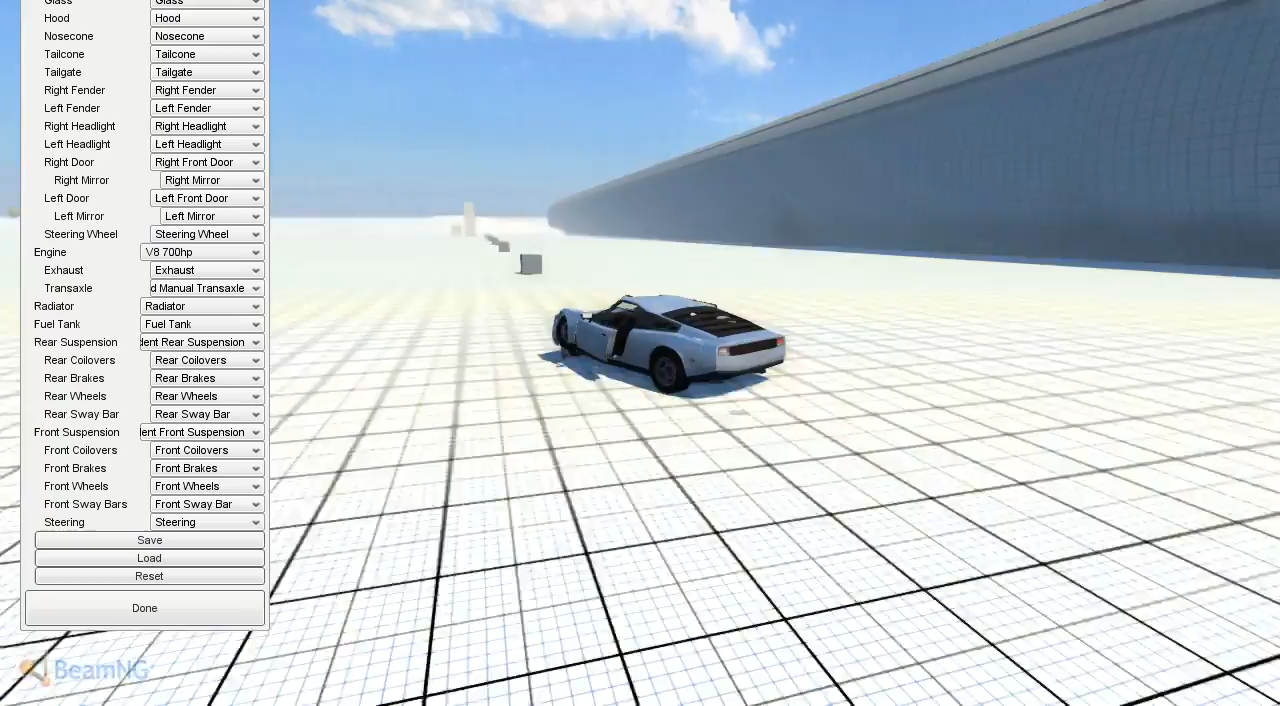 Glass Glass
Hood Hood
Nosecone Nosecone
Tailcone Tailcone
Tailgate Tailgate
Right Fender Right Fender
Left Fender Left Fender
Right Headlight Right Headlight
Left Headlight Left Headlight
Right Door Right Front Door
Right Mirror Right Mirror
Left Door Left Front Door
Left Mirror Left Mirror
Steering Wheel Steering Wheel
Engine V8 700hp
Exhaust Exhaust
Transaxle d Manual Transaxle
Radiator Radiator
Fuel Tank Fuel Tank
Rear Suspension dent Rear Suspension
Rear Coilovers Rear Coilovers
Rear Brakes Rear Brakes
Rear Wheels Rear Wheels
Rear Sway Bar Rear Sway Bar
Front Suspension ent Front Suspension
Front Coilovers Front Coilovers
Front Brakes Front Brakes
Front Wheels Front Wheels
Front Sway Bars Front Sway Bar
Steering Steering
Save
Load
Reset
Done
BeamNG